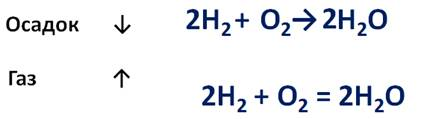 Осадок ↓ 2H₂ + O₂→2H₂O
Газ ↑
2H₂ + O₂ = 2H₂O